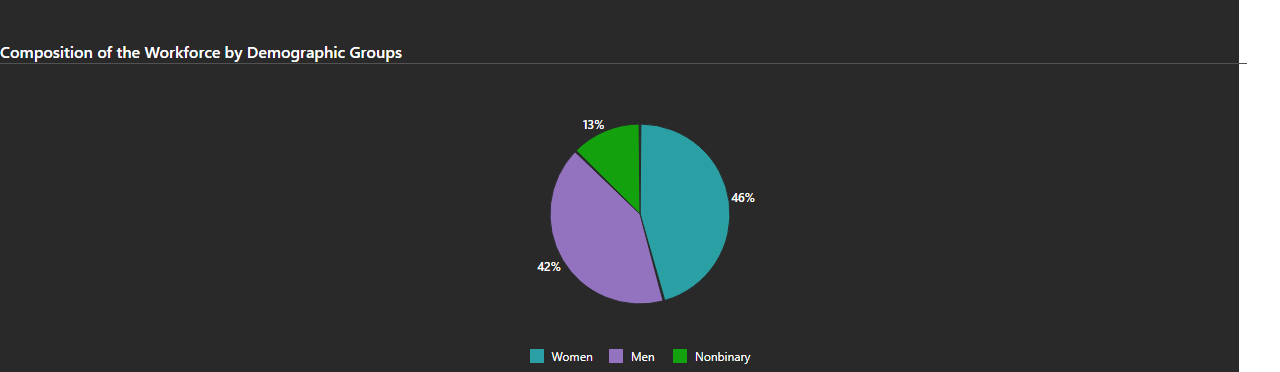 Composition of the Workforce by Demographic Groups
13%
46%
42%
Women Men Nonbinary